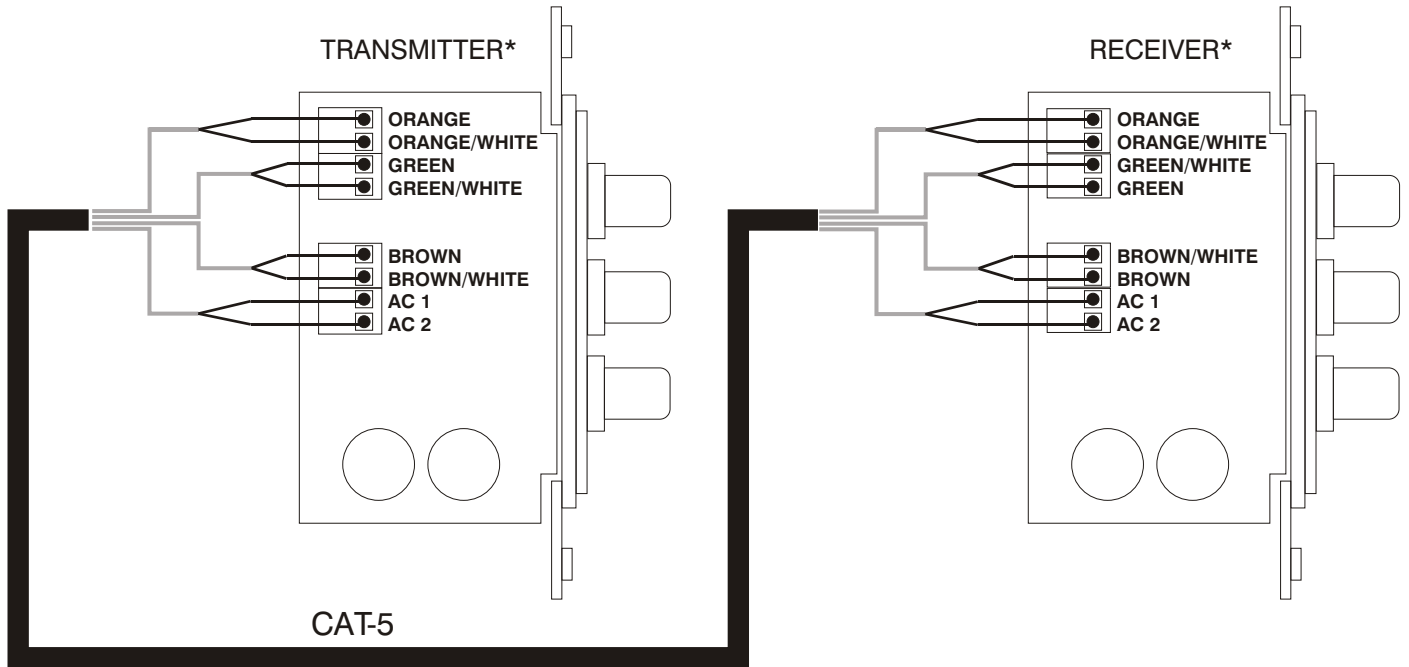 TRANSMITTER*
ORANGE
ORANGE/WHITE
GREEN
GREEN/WHITE
BROWN
BROWN/WHITE
AC 1
AC 2
RECEIVER*
ORANGE
ORANGE/WHITE
GREEN/WHITE
GREEN
BROWN/WHITE
BROWN
AC 1
AC 2
CAT-5